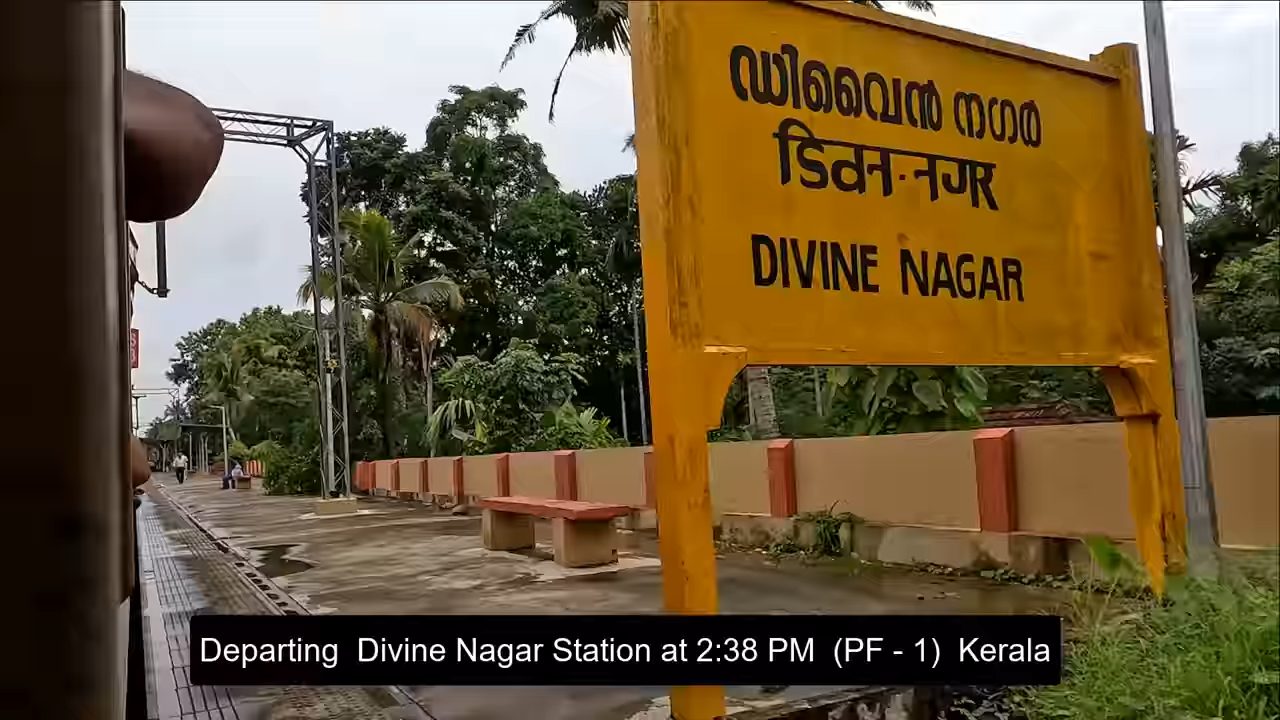 ഡിവൈൻ നഗർ
डिवन-नगर
DIVINE NAGAR
Departing Divine Nagar Station at 2:38 PM (PF - 1) Kerala